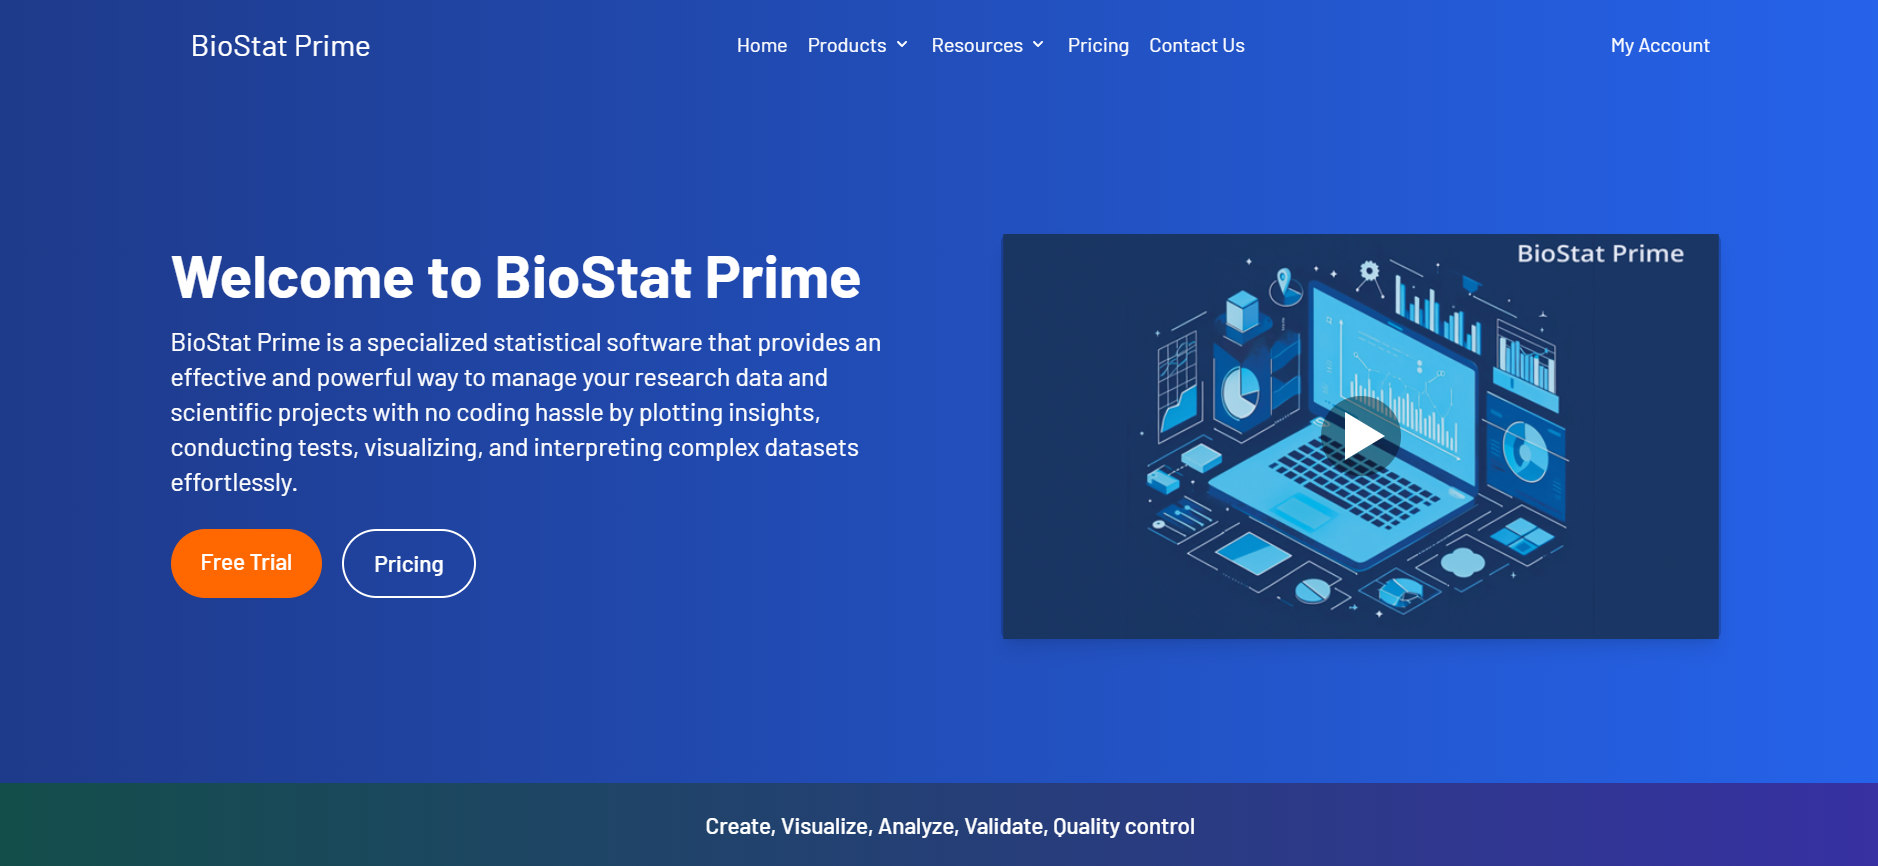 BioStat Prime
Home Products Resources Pricing Contact Us
My Account
Welcome to BioStat Prime
BioStat Prime is a specialized statistical software that provides an
effective and powerful way to manage your research data and
scientific projects with no coding hassle by plotting insights,
conducting tests, visualizing, and interpreting complex datasets
effortlessly.
Free Trial
Pricing
BioStat Prime
Create, Visualize, Analyze, Validate, Quality control